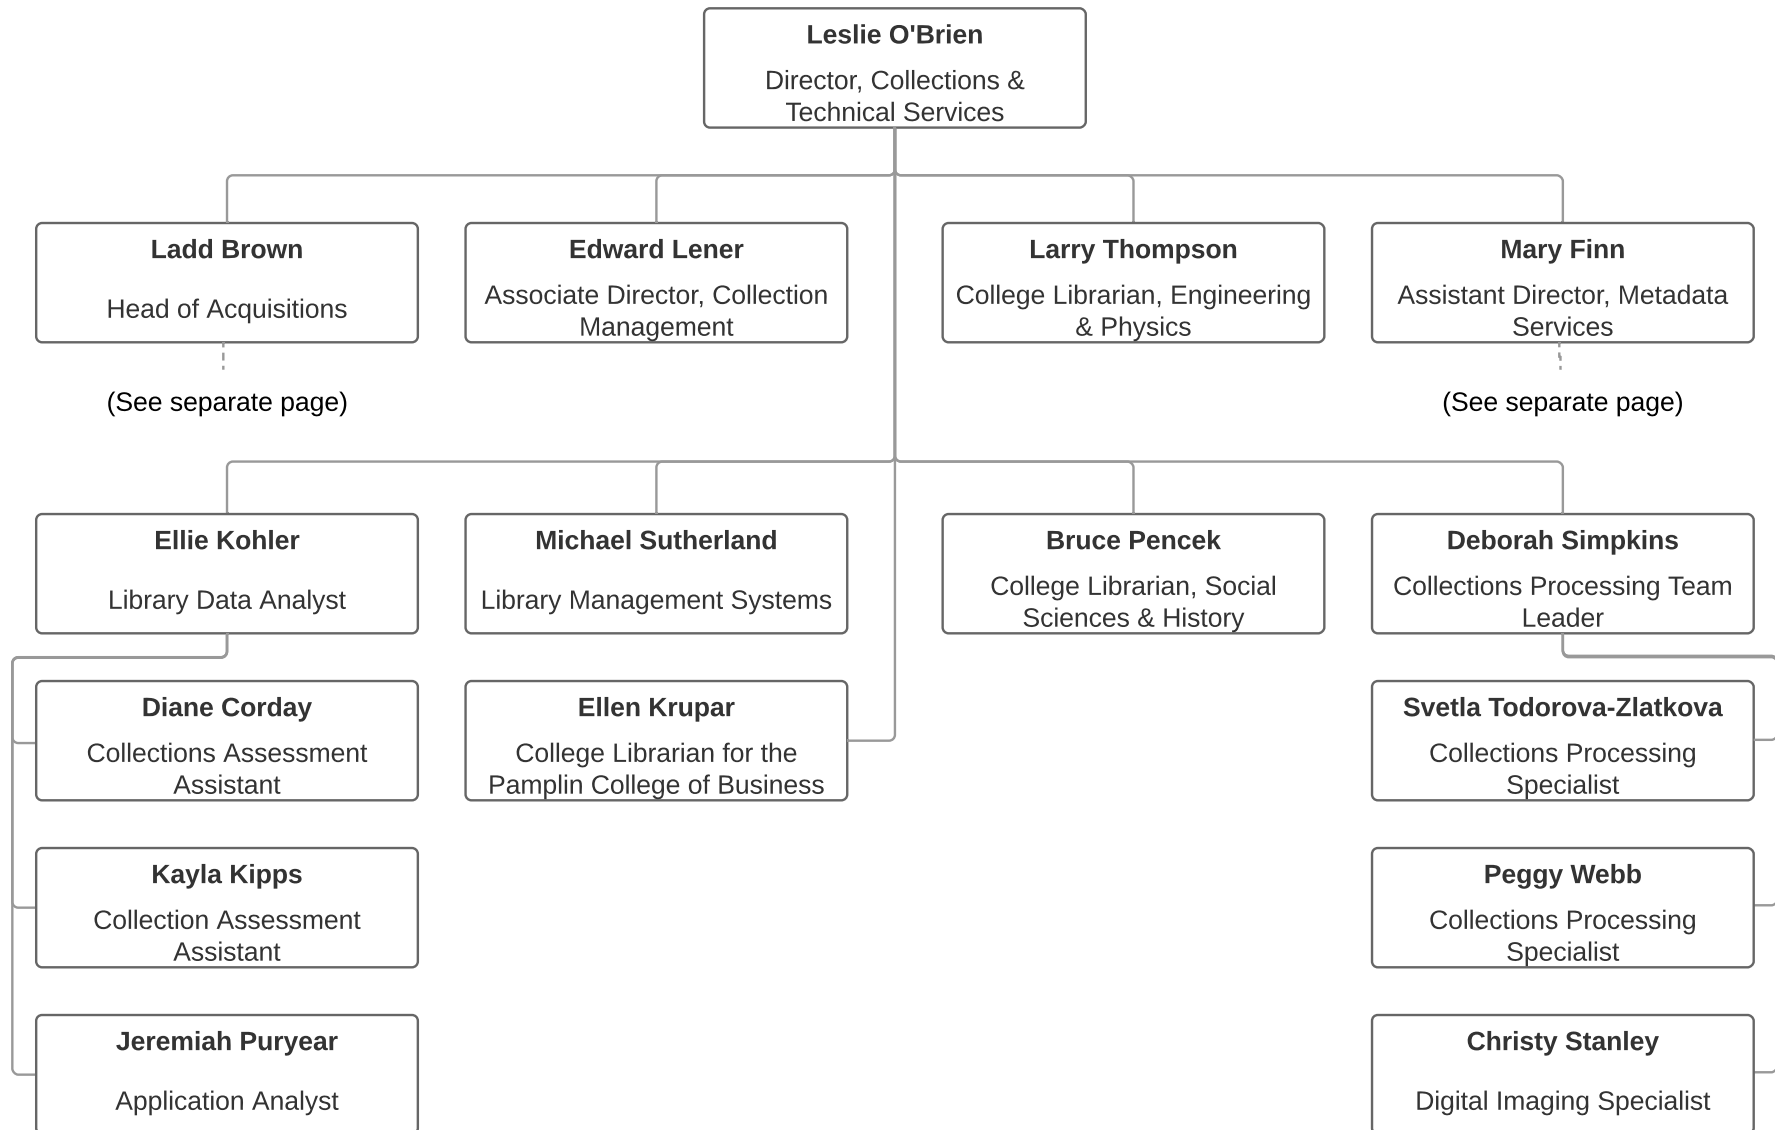 Leslie O'Brien
Director, Collections &
Technical Services
Ladd Brown
Head of Acquisitions
Edward Lener
Associate Director, Collection
Management
Larry Thompson
College Librarian, Engineering
& Physics
Mary Finn
Assistant Director, Metadata
Services
(See separate page)
(See separate page)
Ellie Kohler
Library Data Analyst
Michael Sutherland
Library Management Systems
Bruce Pencek
College Librarian, Social
Sciences & History
Deborah Simpkins
Collections Processing Team
Leader
Diane Corday
Collections Assessment
Assistant
Ellen Krupar
College Librarian for the
Pamplin College of Business
Svetla Todorova-Zlatkova
Collections Processing
Specialist
Kayla Kipps
Collection Assessment
Assistant
Peggy Webb
Collections Processing
Specialist
Jeremiah Puryear
Application Analyst
Christy Stanley
Digital Imaging Specialist